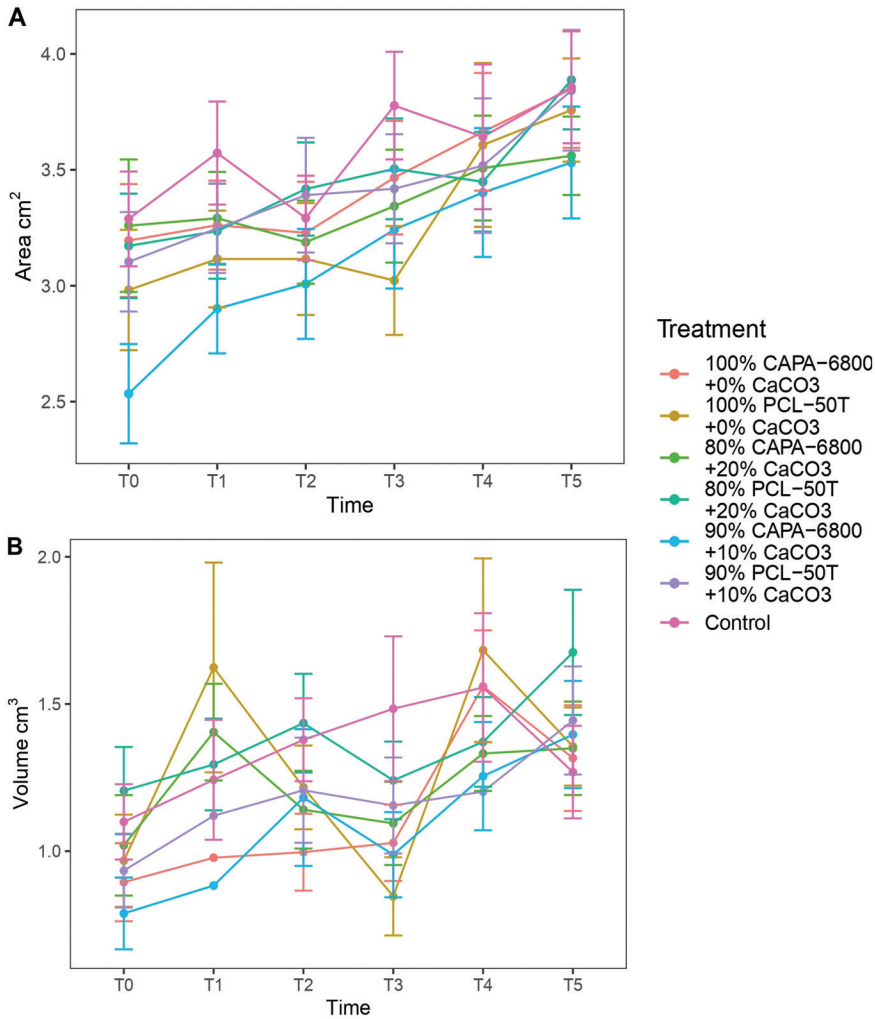 A
4.0
3.5
3.0
2.5
Area cm²
T0 T1 T2 T3 T4 T5
Time
B
2.0
1.5
1.0
Volume cm³
T0 T1 T2 T3 T4 T5
Time
Treatment
100% CAPA−6800
+0% CaCO3
100% PCL−50T
+0% CaCO3
80% CAPA−6800
+20% CaCO3
80% PCL−50T
+20% CaCO3
90% CAPA−6800
+10% CaCO3
90% PCL−50T
+10% CaCO3
Control